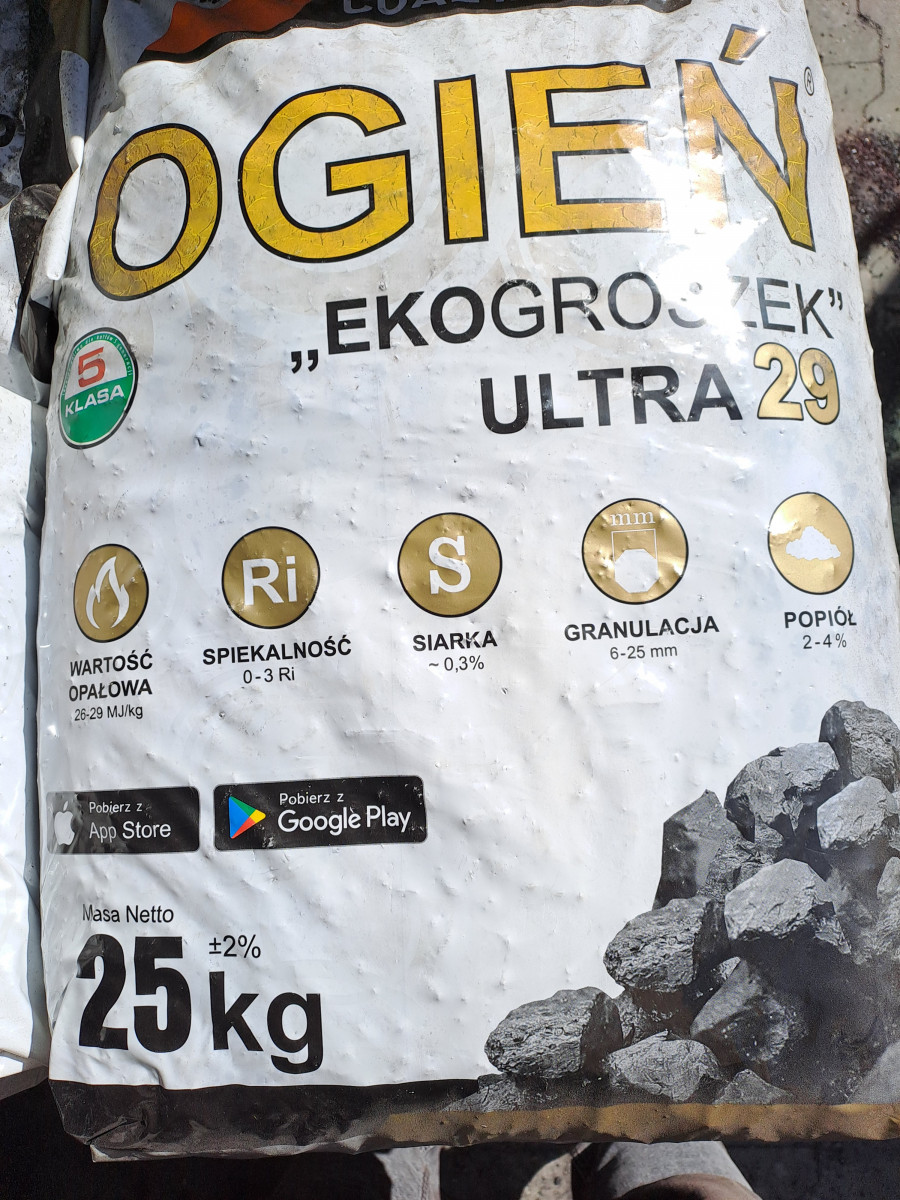 OGIEŃ®
„EKOGROSZEK”
ULTRA 29
5
KLASA
mm
Ri
S
WARTOŚĆ
OPAŁOWA
26-29 MJ/kg
SPIEKALNOŚĆ
0-3 Ri
SIARKA
~ 0,3%
GRANULACJA
6-25 mm
POPIÓŁ
2-4%
Pobierz z
App Store
Pobierz z
Google Play
Masa Netto
25 kg ±2%